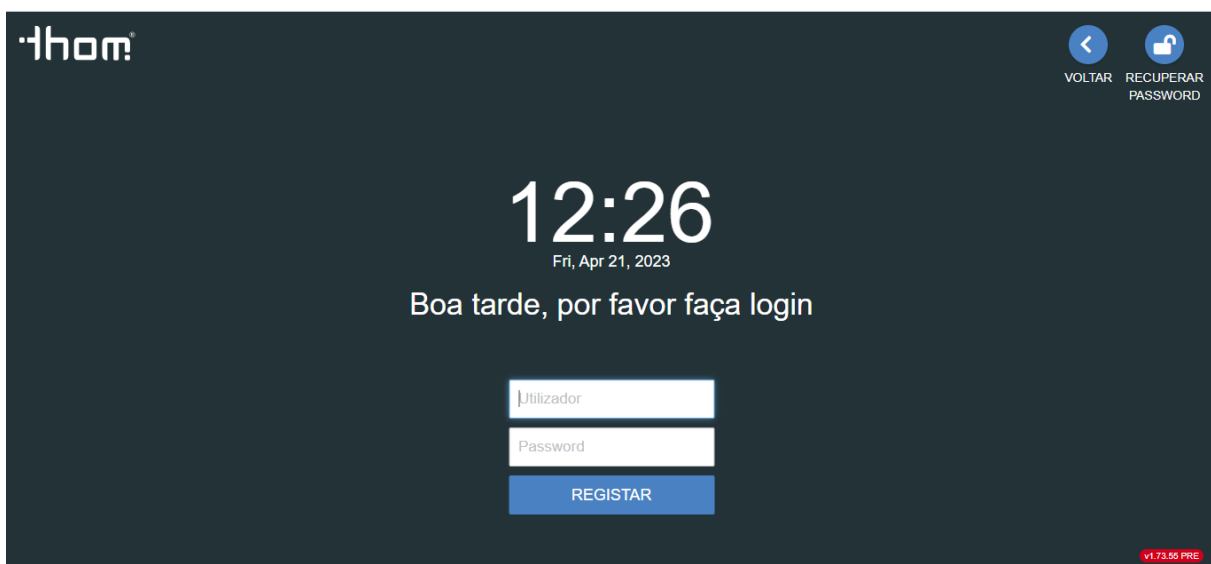 thom®
VOLTAR
RECUPERAR
PASSWORD
12:26
Fri, Apr 21, 2023
Boa tarde, por favor faça login
Utilizador
Password
REGISTAR
v1.73.55 PRE